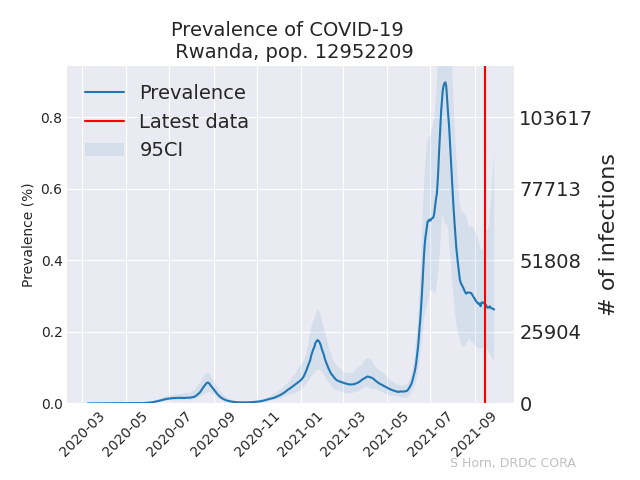 Prevalence of COVID-19
Rwanda, pop. 12952209
Prevalence
Latest data
95CI
Prevalence (%)
0.8
0.6
0.4
0.2
0.0
103617
77713
51808
25904
0
# of infections
2020-03
2020-05
2020-07
2020-09
2020-11
2021-01
2021-03
2021-05
2021-07
2021-09
S Horn, DRDC CORA